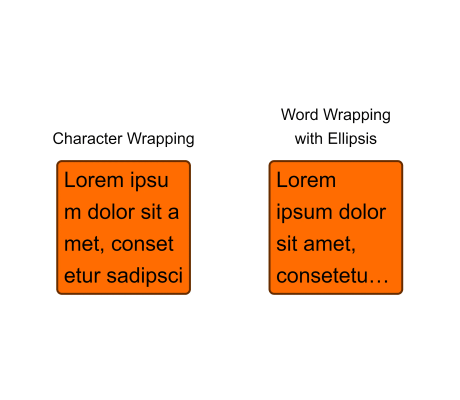 Character Wrapping
Lorem ipsu
m dolor sit a
met, conset
etur sadipsci
Word Wrapping
with Ellipsis
Lorem
ipsum dolor
sit amet,
consetetu…